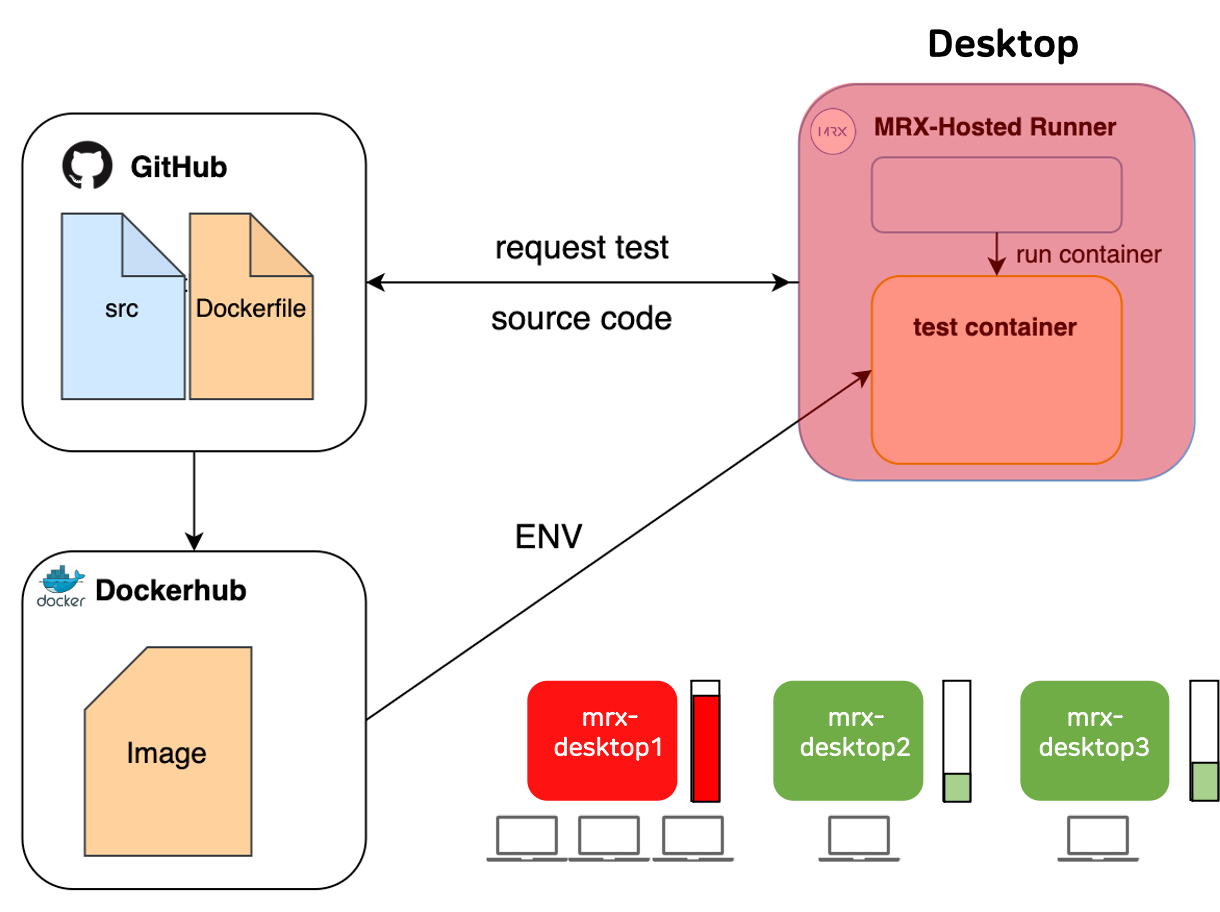 Desktop
MRX
MRX-Hosted Runner
GitHub
request test
run container
src
Dockerfile
source code
test container
ENV
docker
Dockerhub
Image
mrx-
desktop1
mrx-
desktop2
mrx-
desktop3